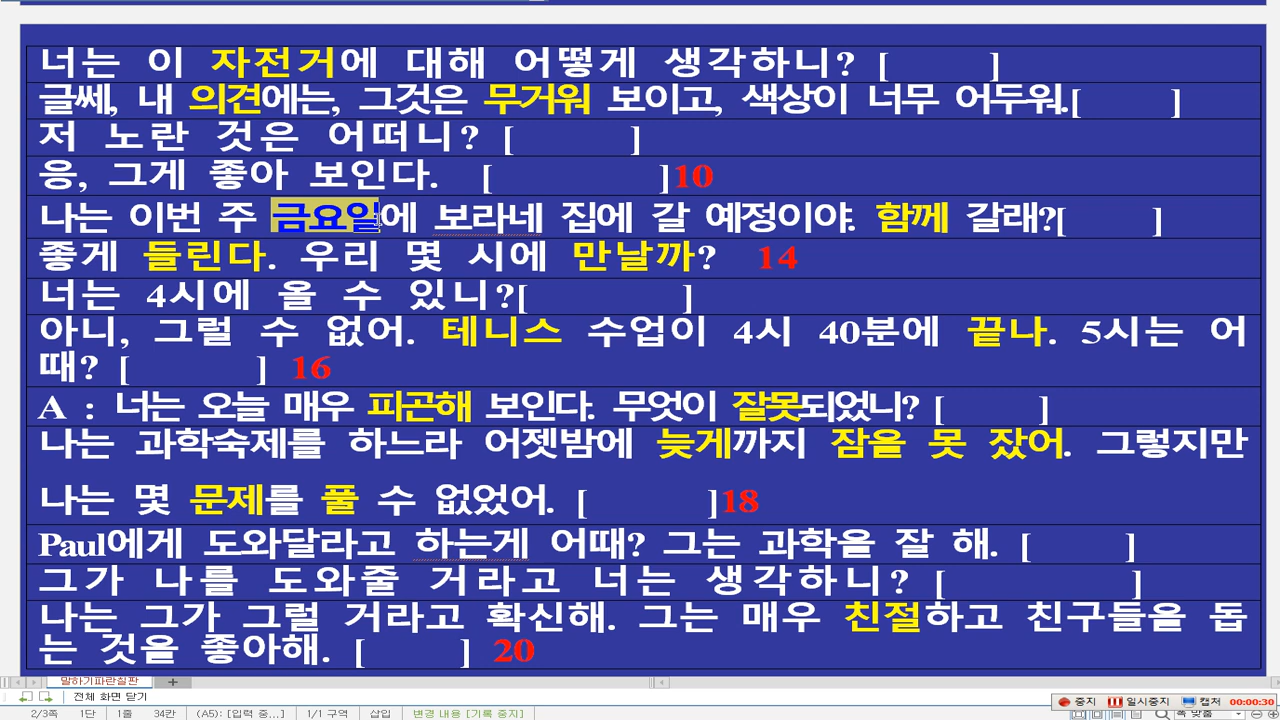 너는 이 자전거에 대해 어떻게 생각하니? [ ]
글쎄, 내 의견에는, 그것은 무거워 보이고, 색상이 너무 어두워.[ ]
저 노란 것은 어떠니? [ ]
응, 그게 좋아 보인다. [ ]10
나는 이번 주 금요일에 보라네 집에 갈 예정이야. 함께 갈래?[ ]
좋게 들린다. 우리 몇 시에 만날까? 14
너는 4시에 올 수 있니?[ ]
아니, 그럴 수 없어. 테니스 수업이 4시 40분에 끝나. 5시는 어
때? [ ] 16
A : 너는 오늘 매우 피곤해 보인다. 무엇이 잘못되었니? [ ]
나는 과학숙제를 하느라 어젯밤에 늦게까지 잠을 못 잤어. 그렇지만
나는 몇 문제를 풀 수 없었어. [ ]18
Paul에게 도와달라고 하는게 어때? 그는 과학을 잘 해. [ ]
그가 나를 도와줄 거라고 너는 생각하니? [ ]
나는 그가 그럴 거라고 확신해. 그는 매우 친절하고 친구들을 돕
는 것을 좋아해. [ ] 20
말하기파란칠판
전체 화면 닫기
중지 일시중지 캡처 00:00:30
2/3쪽 1단 1줄 34칸 (A5): [입력 중...] 1/1 구역 삽입 변경 내용 [기록 중지] 쪽 맞춤